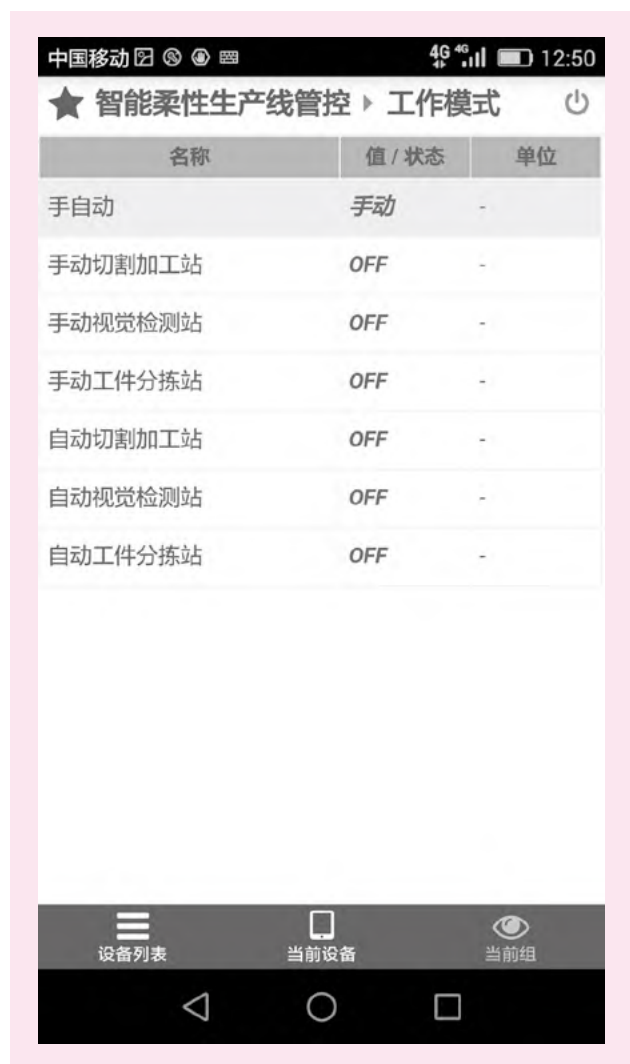 中国移动 4G 4G 12:50
智能柔性生产线管控 工作模式
名称 值 / 状态 单位
手自动 手动 -
手动切割加工站 OFF -
手动视觉检测站 OFF -
手动工件分拣站 OFF -
自动切割加工站 OFF -
自动视觉检测站 OFF -
自动工件分拣站 OFF -
设备列表 当前设备 当前组